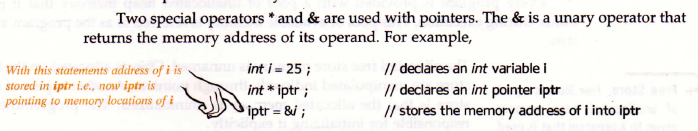 Two special operators * and & are used with pointers. The & is a unary operator that
returns the memory address of its operand. For example,
With this statements address of i is
stored in iptr i.e., now iptr is
pointing to memory locations of i
int i = 25 ; // declares an int variable i
int * iptr ; // declares an int pointer iptr
iptr = &i ; // stores the memory address of i into iptr